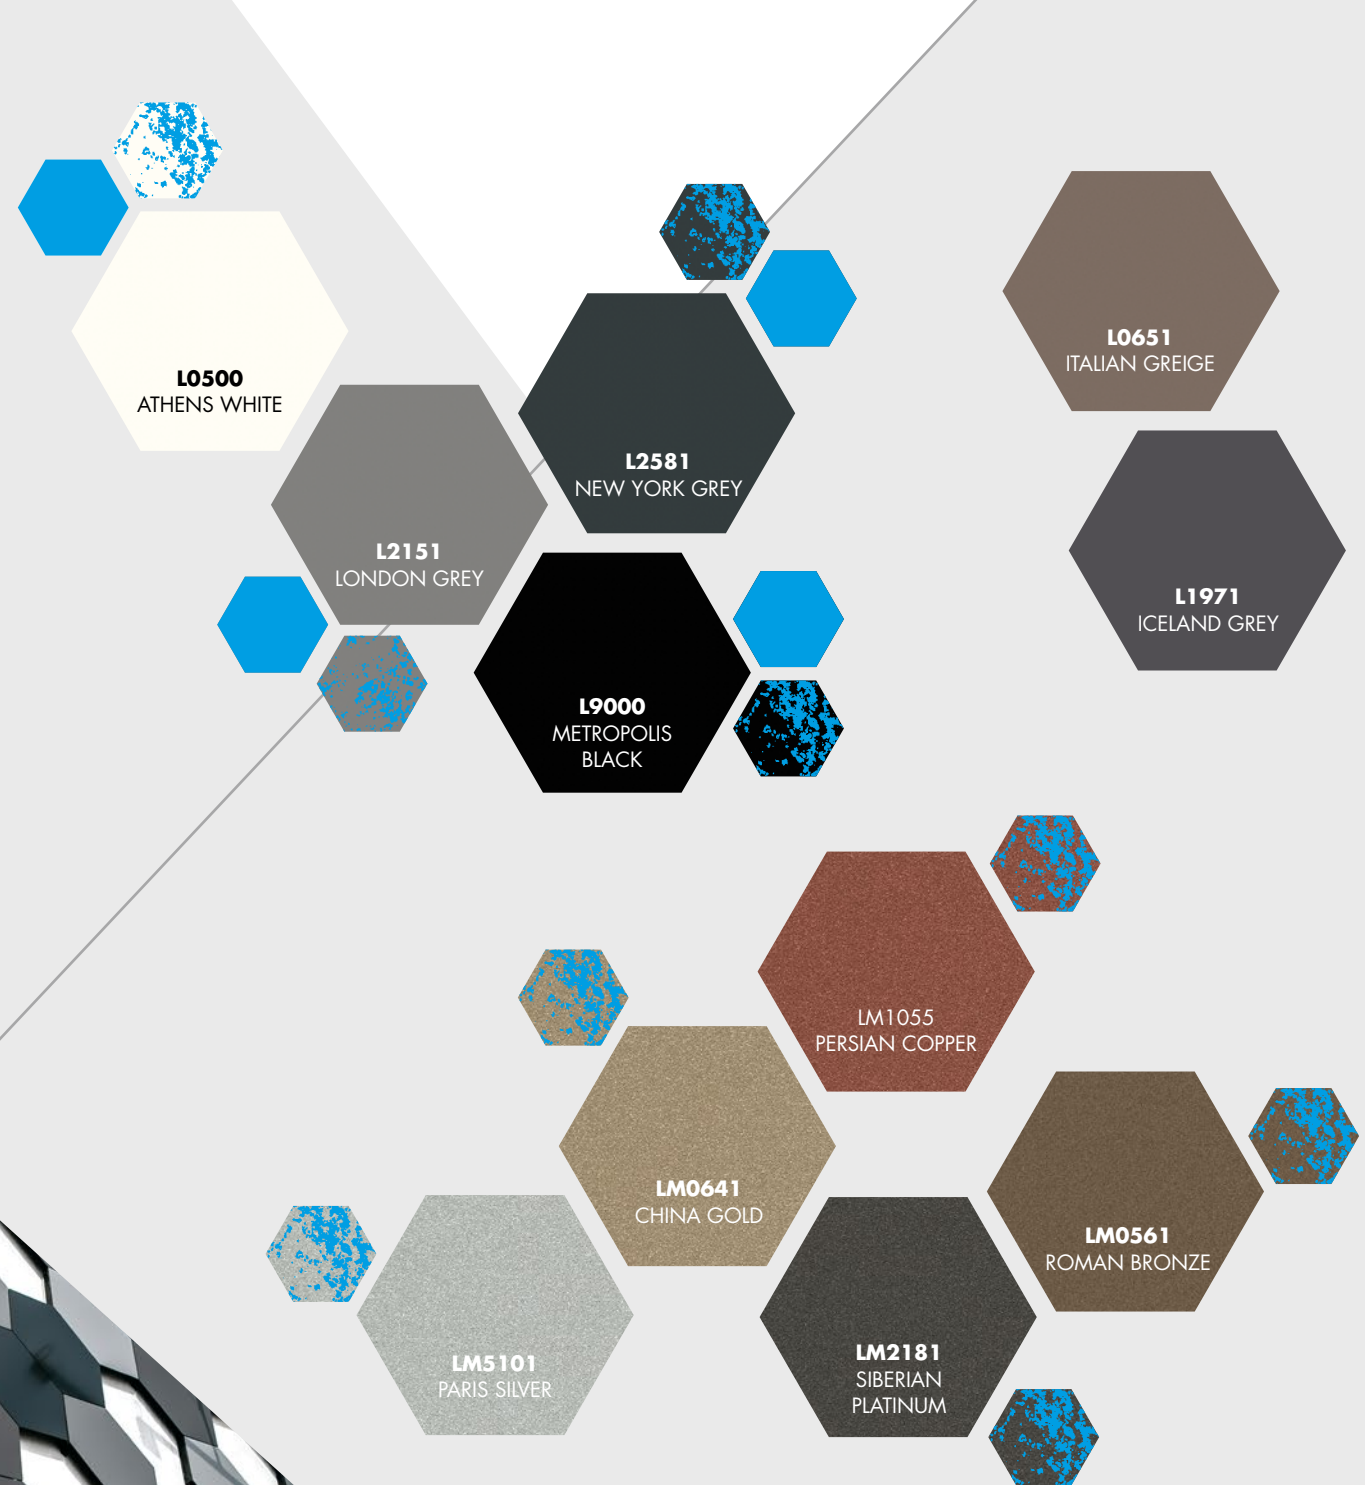 L0500
ATHENS WHITE
L2151
LONDON GREY
L2581
NEW YORK GREY
L9000
METROPOLIS
BLACK
L0651
ITALIAN GREIGE
L1971
ICELAND GREY
LM1055
PERSIAN COPPER
LM0641
CHINA GOLD
LM0561
ROMAN BRONZE
LM5101
PARIS SILVER
LM2181
SIBERIAN
PLATINUM